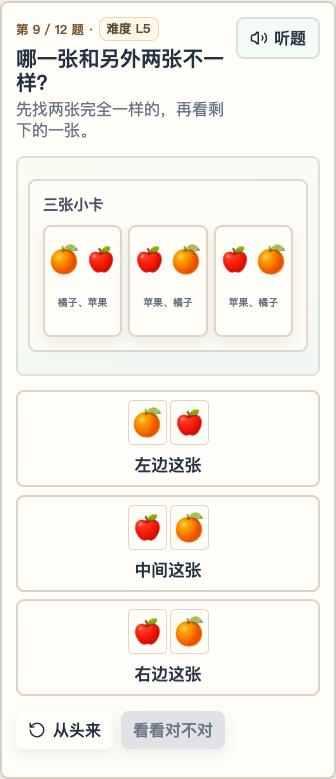 第 9 / 12 题 · 难度 L5
听题
哪一张和另外两张不一
样?
先找两张完全一样的，再看剩
下的一张。
三张小卡
橘子、苹果 苹果、橘子 苹果、橘子
左边这张
中间这张
右边这张
从头来 看看对不对